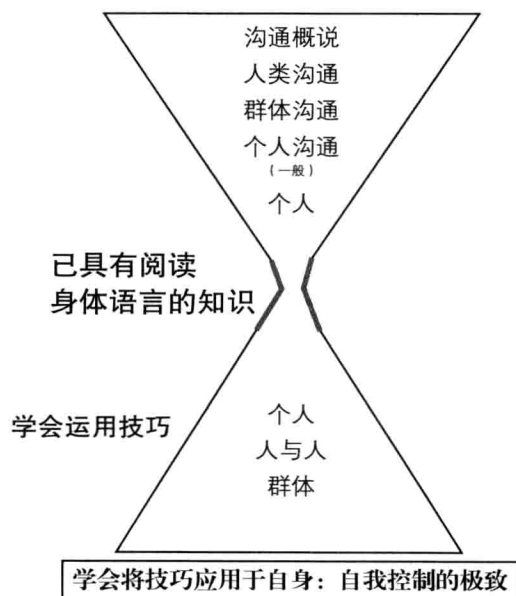 沟通概说
人类沟通
群体沟通
个人沟通
（一般）
个人
已具有阅读
身体语言的知识
学会运用技巧
个人
人与人
群体
学会将技巧应用于自身：自我控制的极致